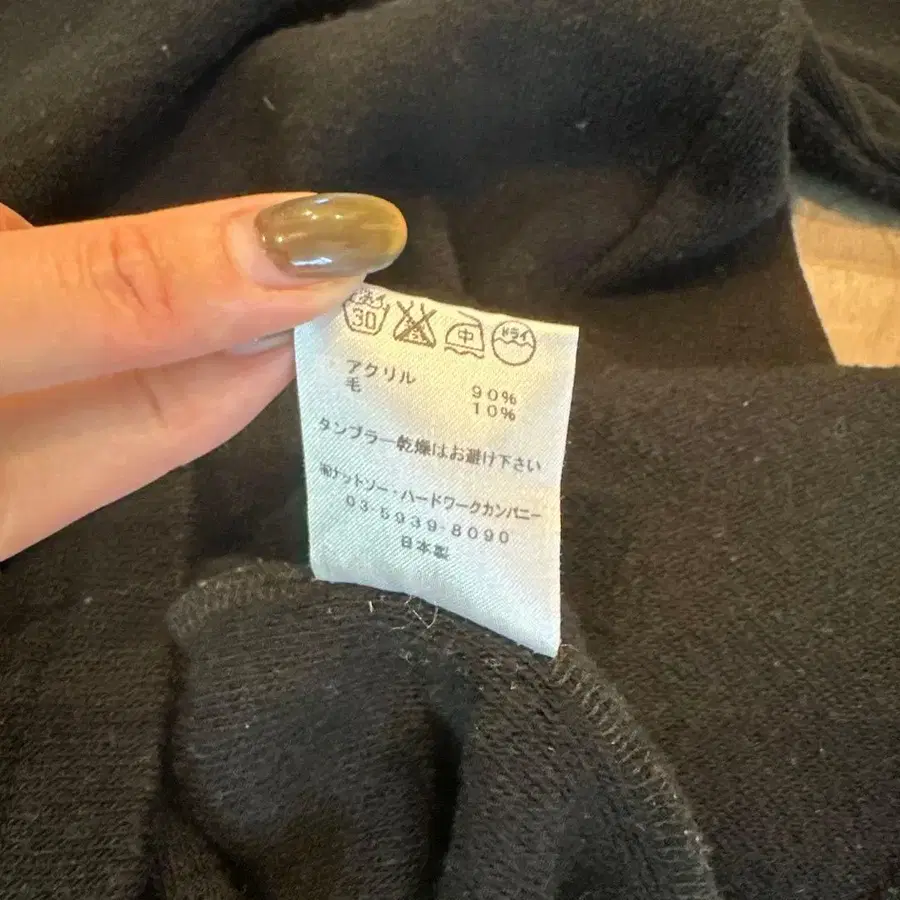 30 中 ドライ
アクリル 90%
毛 10%
タンブラー乾燥はお避け下さい
㈲ナットソー・ハードワークカンパニー
03-5939-8090
日本製